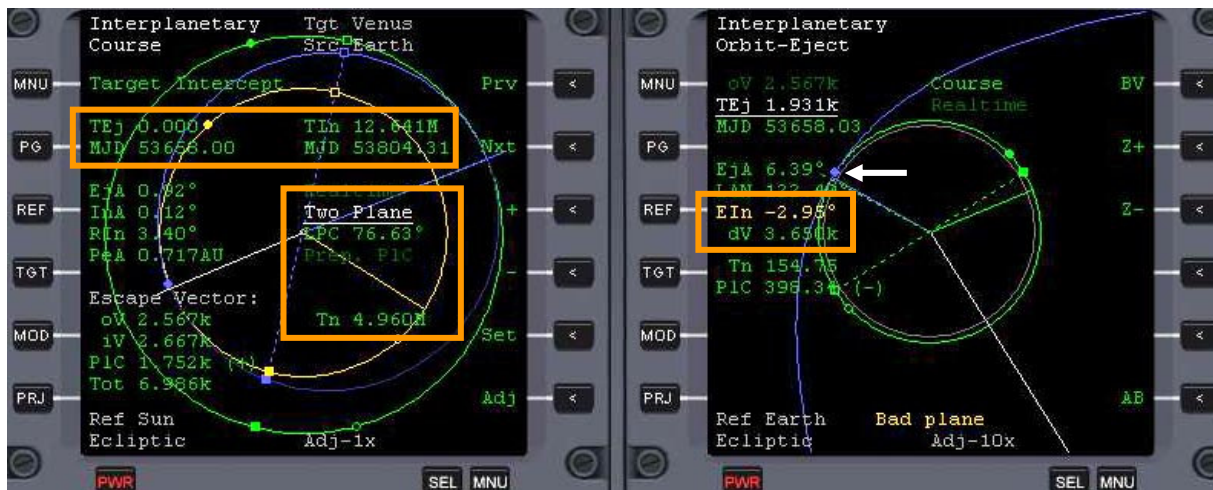 Interplanetary Tgt Venus
Course Src Earth
Target Intercept
TEj 0.000 TIn 12.641M
MJD 53658.00 MJD 53804.31
EjA 0.92° Realtime
InA 0.12° Two Plane
RIn 3.40° LPC 76.63°
PeA 0.717AU Prep. PlC
Escape Vector:
oV 2.567k Tn 4.960M
iV 2.667k
PlC 1.752k (+)
Tot 6.986k
Ref Sun
Ecliptic Adj-1x
MNU
PG
REF
TGT
MOD
PRJ
Prv <
Nxt <
+ <
- <
Set <
Adj <
PWR SEL MNU
Interplanetary
Orbit-Eject
oV 2.567k Course
TEj 1.931k Realtime
MJD 53658.03
EjA 6.39°
EIn -2.95°
dV 3.650k
Tn 154.75
(-)
Ref Earth Bad plane
Ecliptic Adj-10x
MNU
PG
REF
TGT
MOD
PRJ
BV <
Z+ <
Z- <
<
<
AB <
PWR SEL MNU